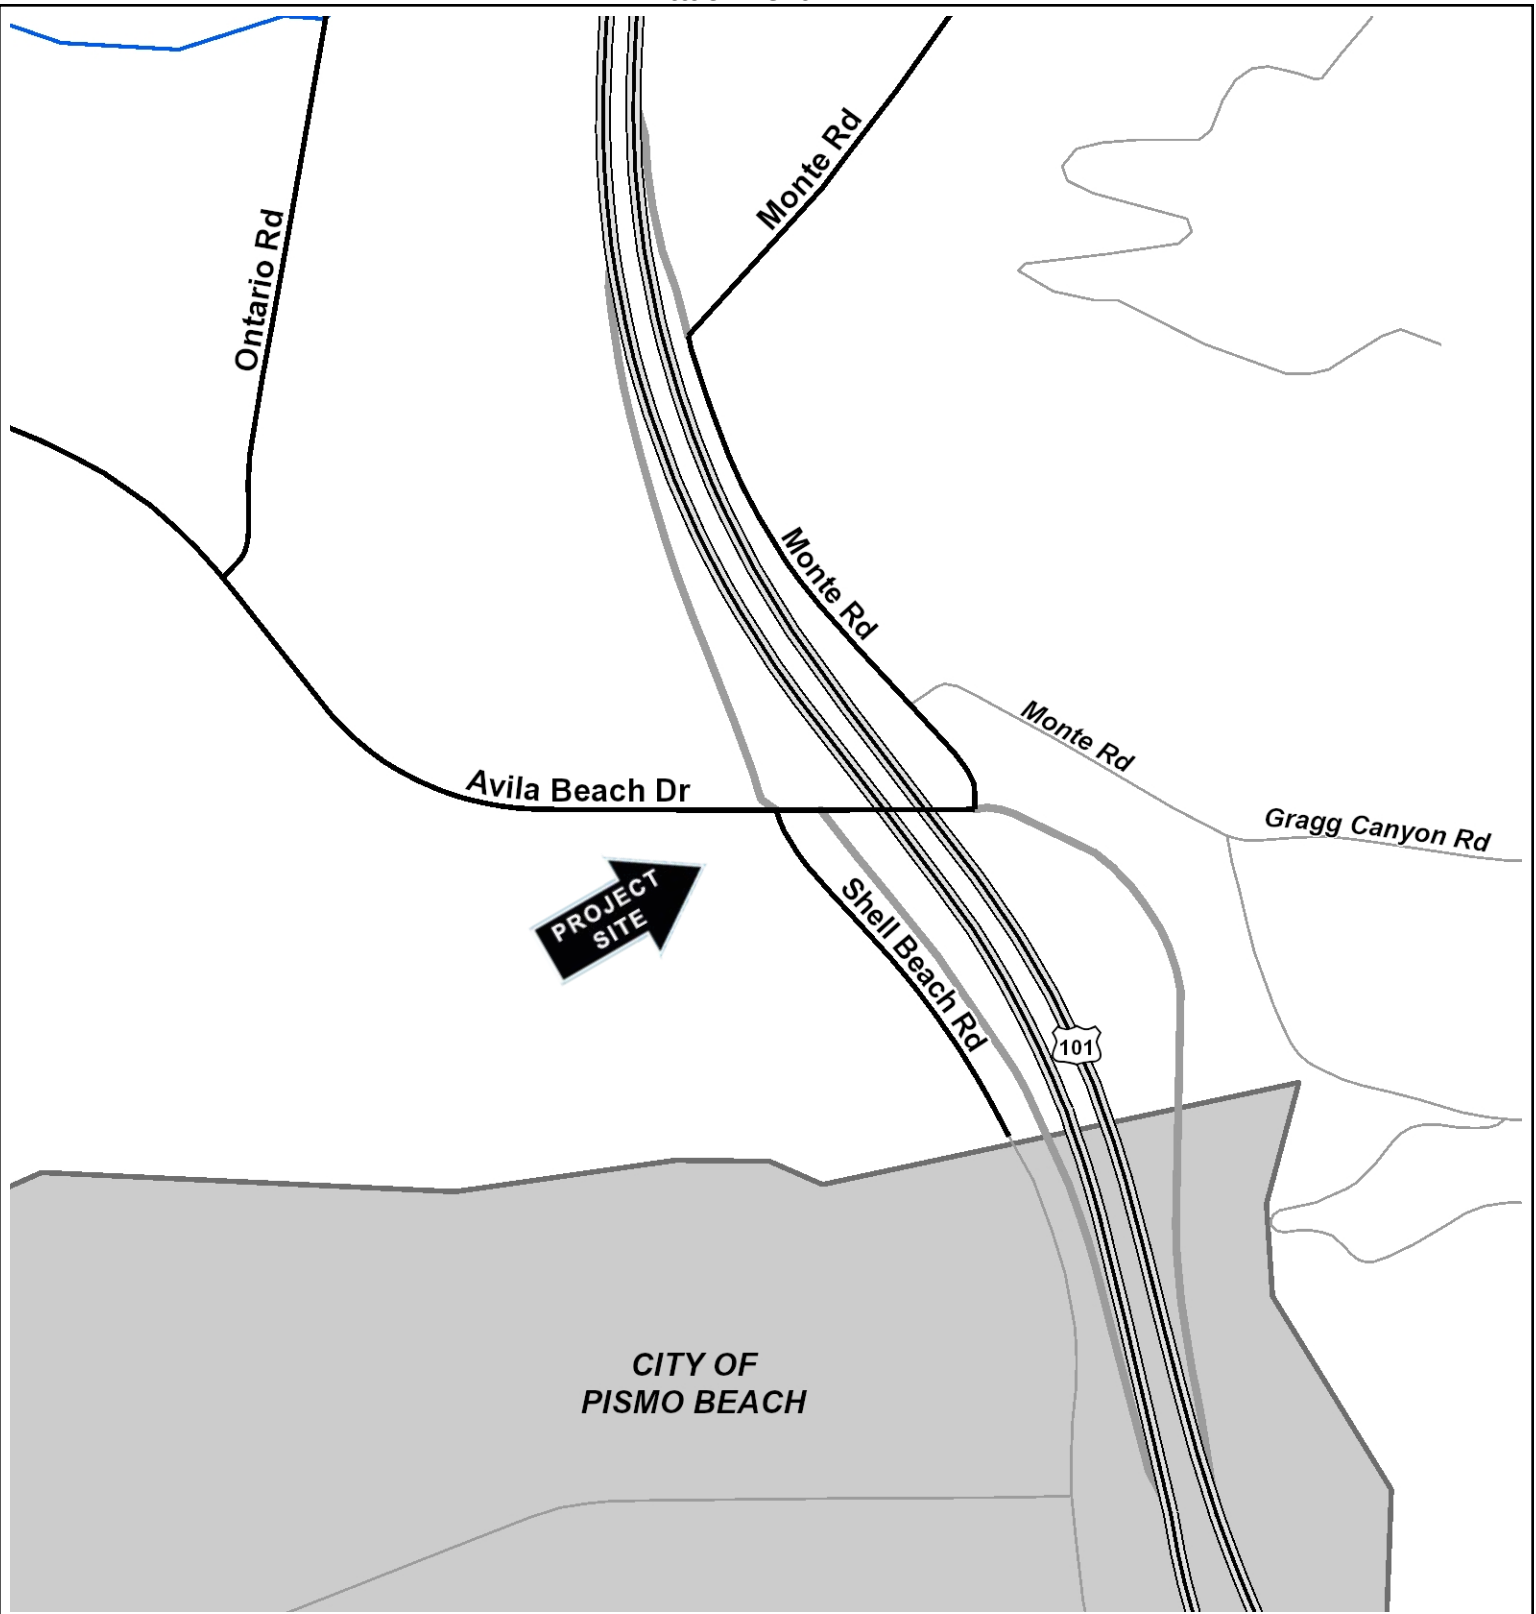 Monte Rd
Ontario Rd
Monte Rd
Monte Rd
Avila Beach Dr
Gragg Canyon Rd
PROJECT
SITE
Shell Beach Rd
101
CITY OF
PISMO BEACH